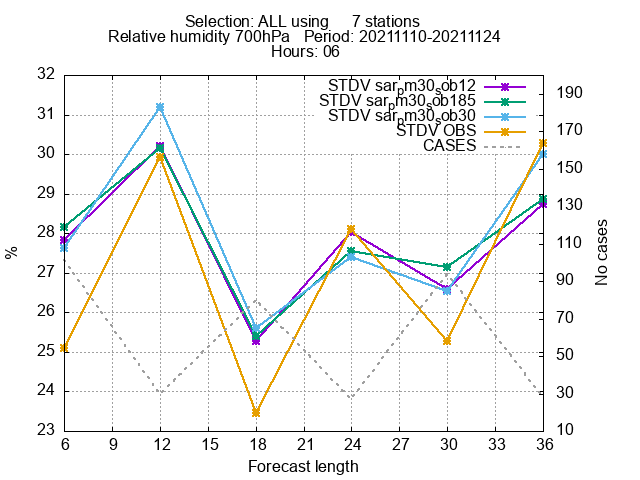 Selection: ALL using 7 stations
Relative humidity 700hPa Period: 20211110-20211124
Hours: 06
STDV sar_pm30_sob12
STDV sar_pm30_sob185
STDV sar_pm30_sob30
STDV OBS
CASES
32
31
30
29
28
27
26
25
24
23
%
190
170
150
130
110
90
70
50
30
10
No cases
6 9 12 15 18 21 24 27 30 33 36
Forecast length